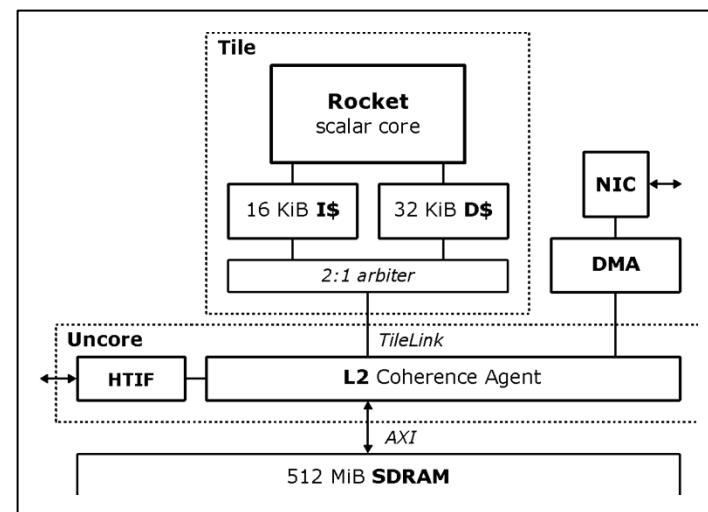 Tile
Rocket
scalar core
16 KiB I$
32 KiB D$
NIC
2:1 arbiter
DMA
Uncore
TileLink
HTIF
L2 Coherence Agent
AXI
512 MiB SDRAM